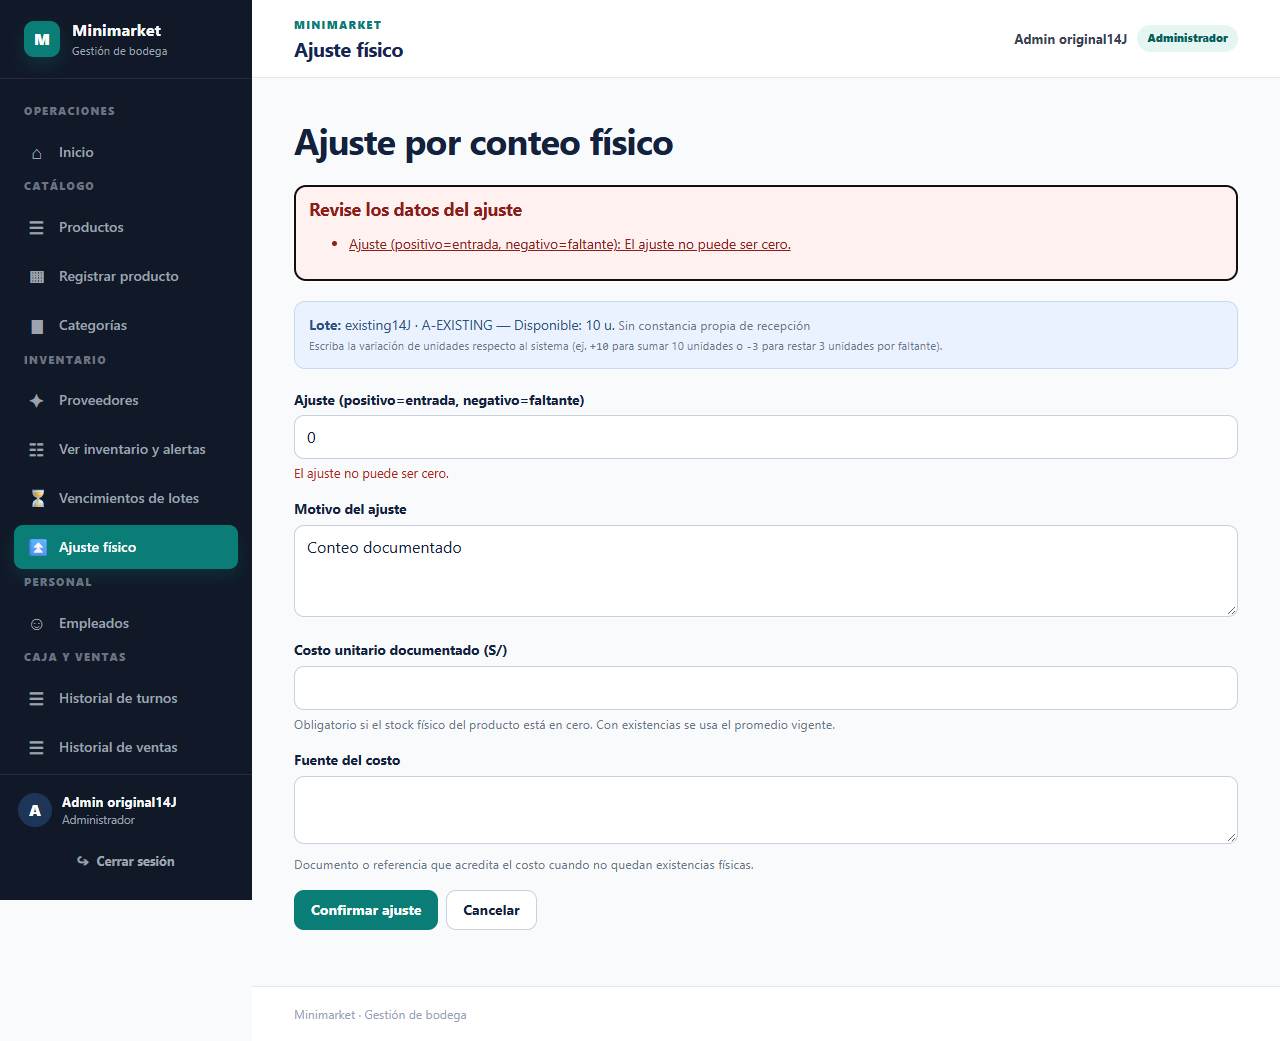 M
Minimarket
Gestión de bodega
OPERACIONES
Inicio
CATÁLOGO
Productos
Registrar producto
Categorías
INVENTARIO
Proveedores
Ver inventario y alertas
Vencimientos de lotes
Ajuste físico
PERSONAL
Empleados
CAJA Y VENTAS
Historial de turnos
Historial de ventas
A
Admin original14J
Administrador
Cerrar sesión
MINIMARKET
Ajuste físico
Admin original14J
Administrador
Ajuste por conteo físico
Revise los datos del ajuste
• Ajuste (positivo=entrada, negativo=faltante): El ajuste no puede ser cero.
Lote: existing14J · A-EXISTING — Disponible: 10 u. Sin constancia propia de recepción
Escriba la variación de unidades respecto al sistema (ej. +10 para sumar 10 unidades o -3 para restar 3 unidades por faltante).
Ajuste (positivo=entrada, negativo=faltante)
0
El ajuste no puede ser cero.
Motivo del ajuste
Conteo documentado
Costo unitario documentado (S/)
Obligatorio si el stock físico del producto está en cero. Con existencias se usa el promedio vigente.
Fuente del costo
Documento o referencia que acredita el costo cuando no quedan existencias físicas.
Confirmar ajuste
Cancelar
Minimarket · Gestión de bodega